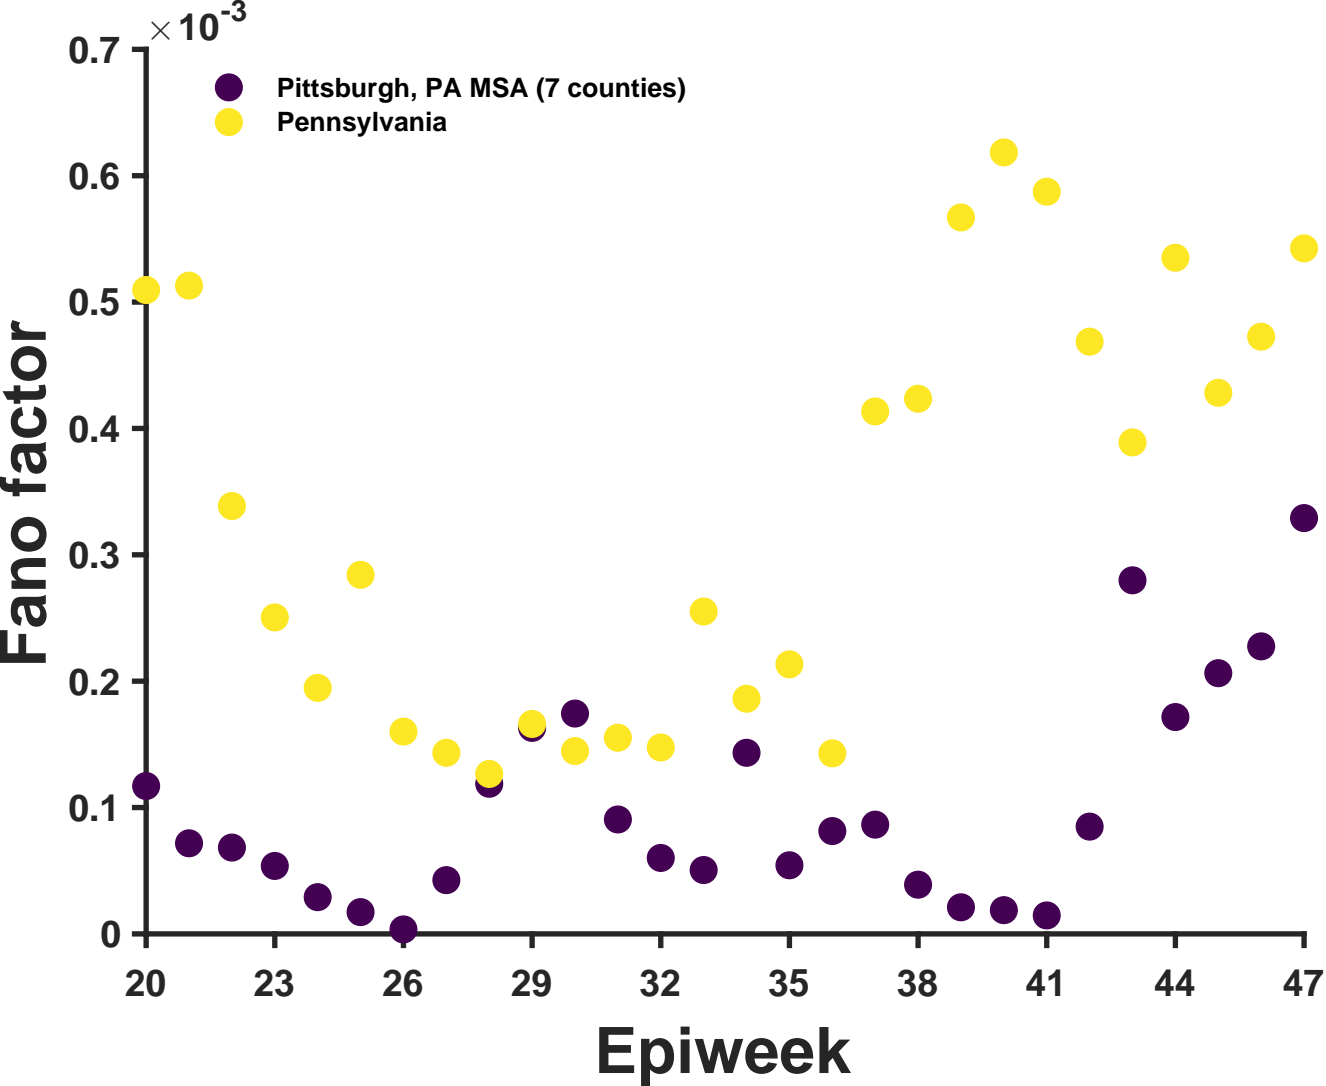 × 10-3
0.7
Pittsburgh, PA MSA (7 counties)
Pennsylvania
0.6
0.5
0.4
0.3
0.2
0.1
0
Fano factor
20 23 26 29 32 35 38 41 44 47
Epiweek